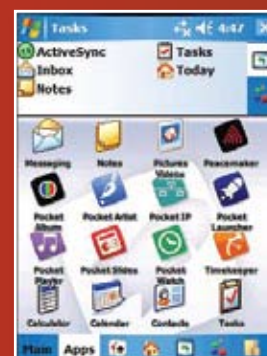 Tasks 4:47
ActiveSync Tasks
Inbox Today
Notes
Messaging Notes Pictures Videos Peacemaker
Pocket Album Pocket Artist Pocket IP Pocket Launcher
Pocket Player Pocket Slides Pocket Watch Timekeeper
Calculator Calendar Contacts Tasks
Main Apps